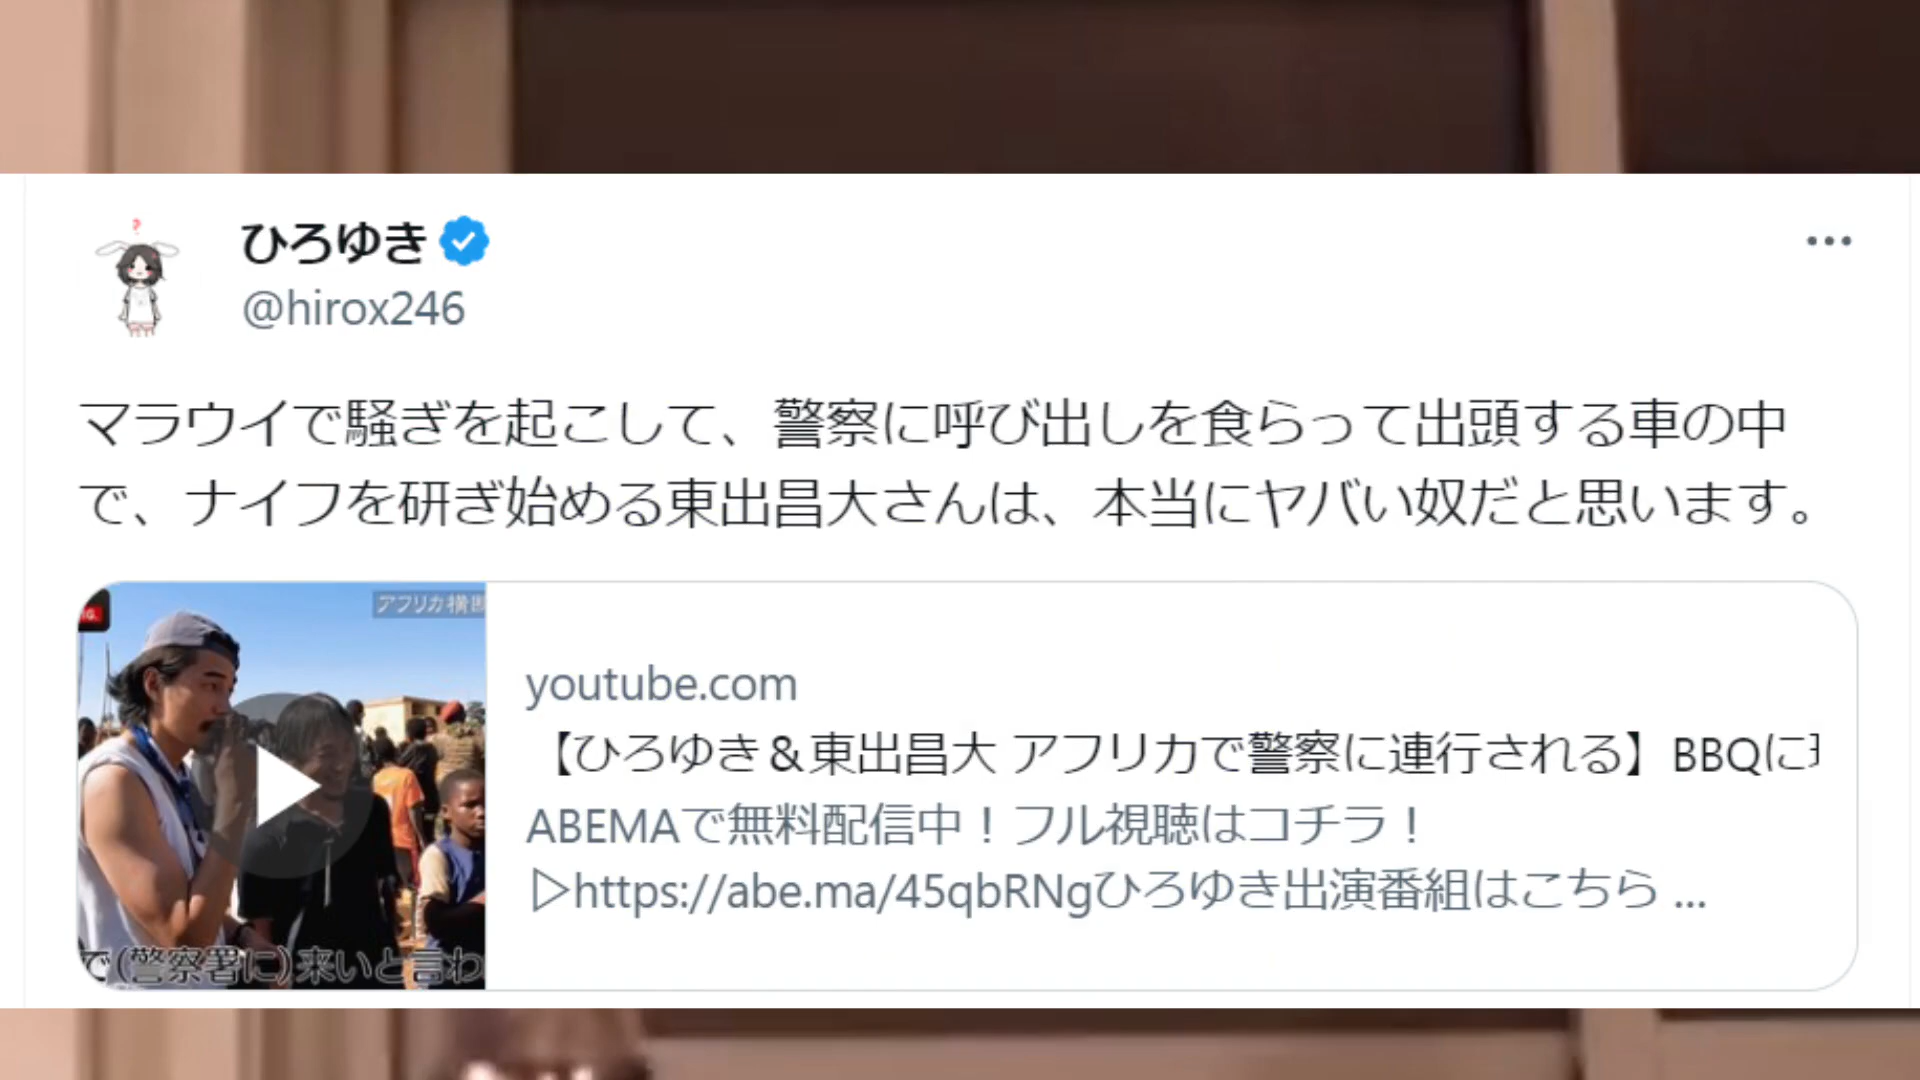 ひろゆき
@hirox246
マラウイで騒ぎを起こして、警察に呼び出しを食らって出頭する車の中
で、ナイフを研ぎ始める東出昌大さんは、本当にヤバい奴だと思います。
アフリカ横
youtube.com
【ひろゆき＆東出昌大 アフリカで警察に連行される】BBQに
ABEMAで無料配信中！フル視聴はコチラ！
▷https://abe.ma/45qbRNgひろゆき出演番組はこちら ...
で(警察署に)来いと言わ